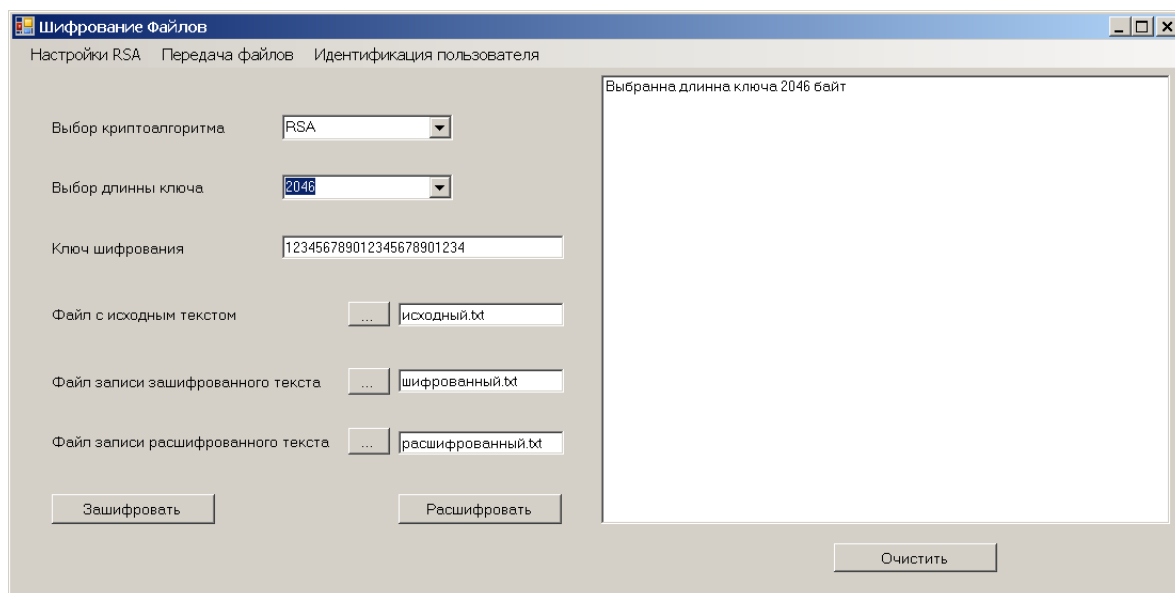 Шифрование Файлов
Настройки RSA Передача файлов Идентификация пользователя
Выбор криптоалгоритма RSA
Выбор длинны ключа 2046
Ключ шифрования 123456789012345678901234
Файл с исходным текстом ... исходный.txt
Файл записи зашифрованного текста ... шифрованный.txt
Файл записи расшифрованного текста ... расшифрованный.txt
Зашифровать Расшифровать
Выбранна длинна ключа 2046 байт
Очистить